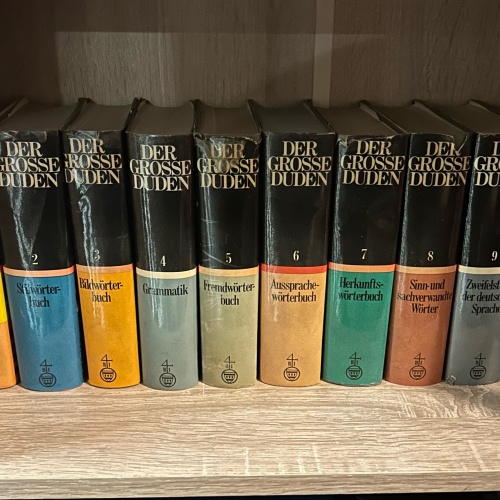 DER
GROSSE
DUDEN
2
Stilwörter-
buch
DER
GROSSE
DUDEN
3
Bildwörter-
buch
DER
GROSSE
DUDEN
4
Grammatik
DER
GROSSE
DUDEN
5
Fremdwörter-
buch
DER
GROSSE
DUDEN
6
Aussprache-
wörterbuch
DER
GROSSE
DUDEN
7
Herkunfts-
wörterbuch
DER
GROSSE
DUDEN
8
Sinn- und
sachverwandte
Wörter
9
der